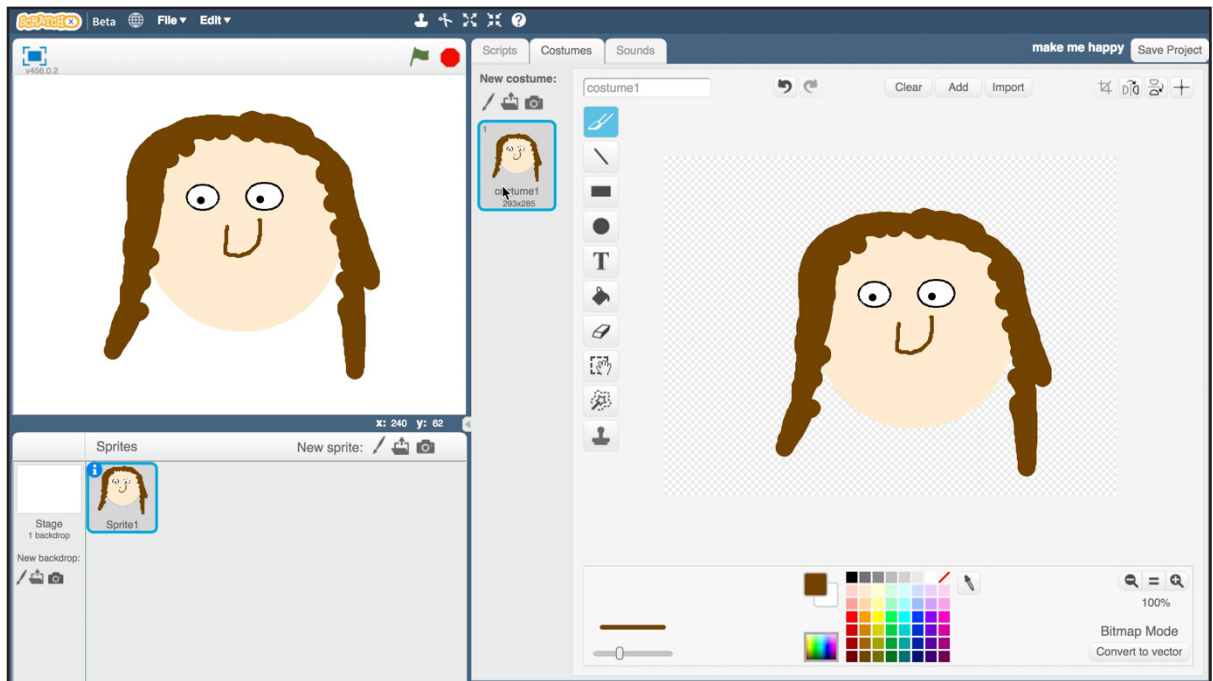 SCRATCHX Beta File▼ Edit▼
v456.0.2
Scripts Costumes Sounds
make me happy Save Project
New costume:
costume1
Clear Add Import
1
costume1
293x285
T
x: 240 y: 62
Sprites New sprite:
Sprite1
Stage
1 backdrop
New backdrop:
100%
Bitmap Mode
Convert to vector